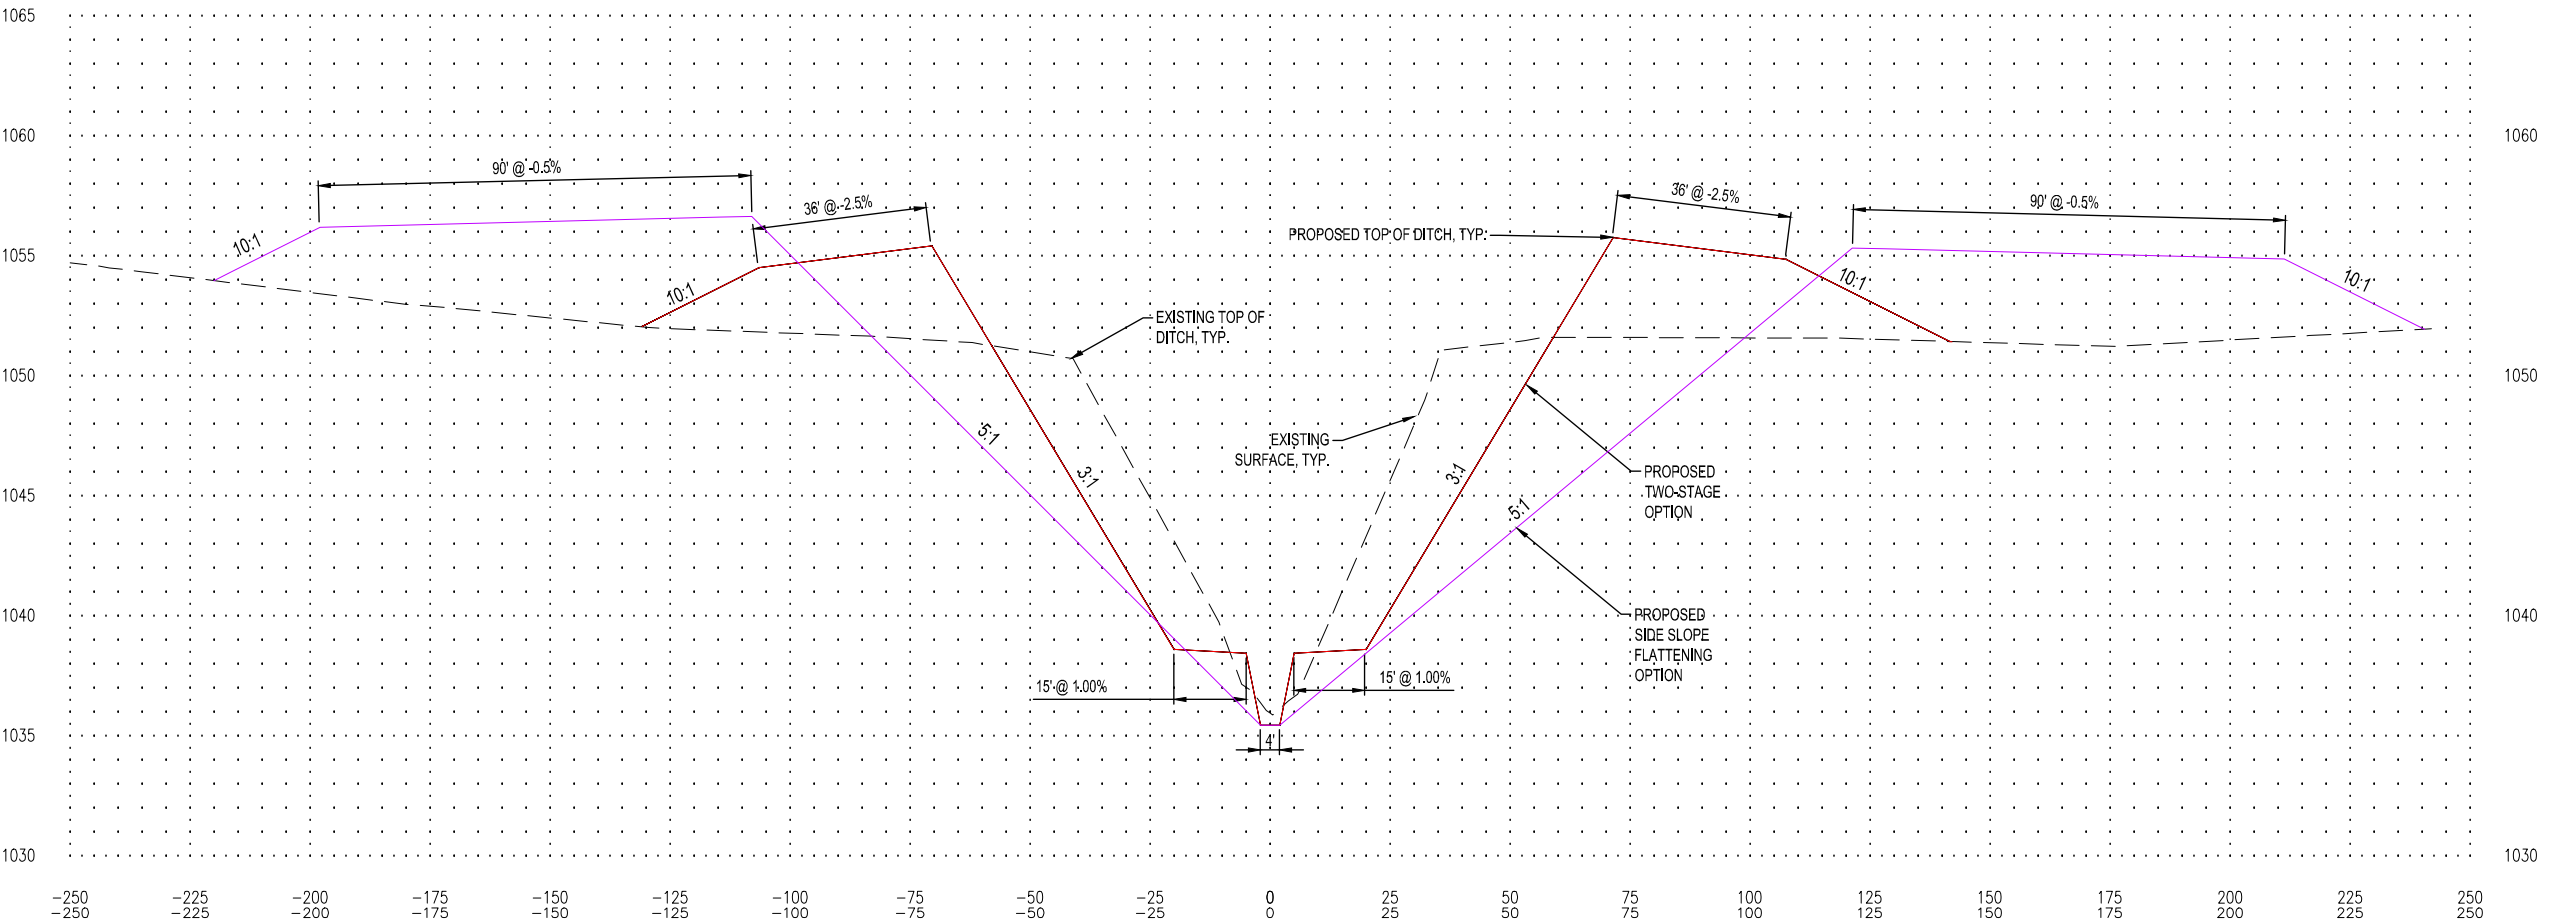 1065
1060
1060
90' @ -0.5%
36' @ -2.5%
36' @ -2.5%
90' @ -0.5%
PROPOSED TOP OF DITCH, TYP.
10:1
1055
1055
10:1
10:1
10:1
EXISTING TOP OF
DITCH, TYP.
1050
1050
5:1
3:1
EXISTING
SURFACE, TYP.
3:1
PROPOSED
TWO-STAGE
OPTION
1045
1045
5:1
1040
1040
PROPOSED
SIDE SLOPE
FLATTENING
OPTION
15' @ 1.00%
15' @ 1.00%
1035
1035
4'
1030
1030
-250 -225 -200 -175 -150 -125 -100 -75 -50 -25 0 25 50 75 100 125 150 175 200 225 250
-250 -225 -200 -175 -150 -125 -100 -75 -50 -25 0 25 50 75 100 125 150 175 200 225 250